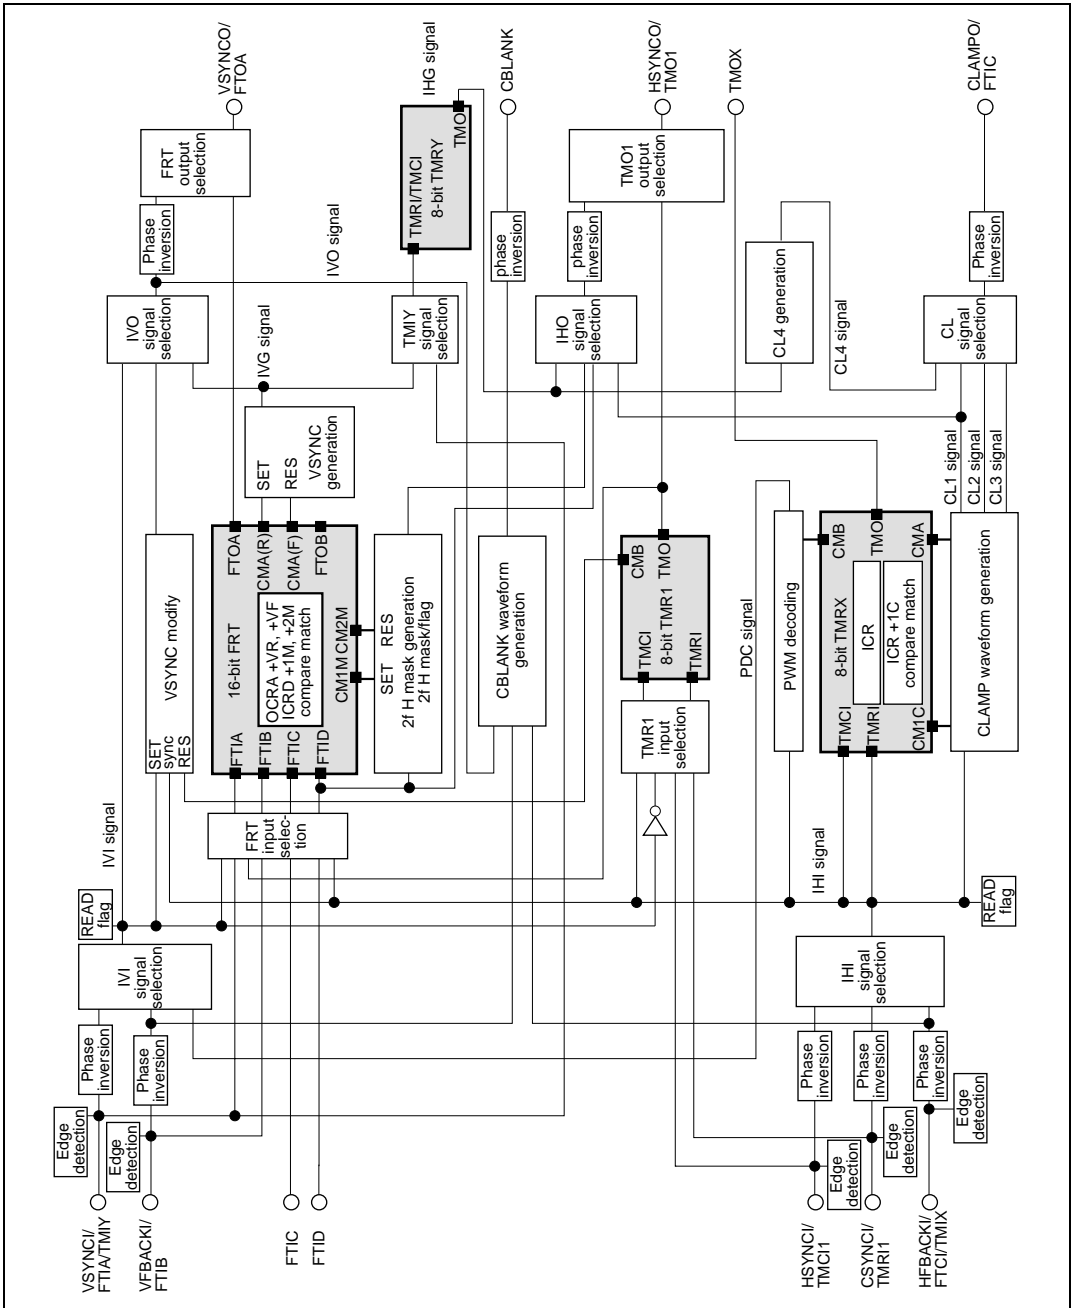 VSYNCO/
FTOA
IHG signal
CBLANK
HSYNCO/
TMO1
TMOX
CLAMPO/
FTIC
FRT
output
selection
TMRI/TMCI
8-bit TMRY
TMO
TMO1
output
selection
Phase
inversion
IVO signal
phase
inversion
phase
inversion
Phase
inversion
IVO
signal
selection
TMIY
signal
selection
IHO
signal
selection
CL4 generation
CL4 signal
CL
signal
selection
IVG signal
SET
RES
VSYNC
generation
CL1 signal
CL2 signal
CL3 signal
VSYNC modify
SET
sync
RES
16-bit FRT
FTOA
CMA(R)
CMA(F)
FTOB
OCRA +VR, +VF
ICRD +1M, +2M
compare match
CM1M
CM2M
FTIA
FTIB
FTIC
FTID
SET
RES
2f H mask generation
2f H mask/flag
CBLANK waveform
generation
CMB
TMO
8-bit TMR1
TMCI
TMRI
PDC signal
PWM decoding
CMB
TMO
CMA
8-bit TMRX
ICR
ICR +1C
compare match
TMCI
TMRI
CM1C
CLAMP waveform generation
TMR1
input
selection
IVI signal
FRT
input
selec-
tion
IHI signal
READ
flag
READ
flag
IVI
signal
selection
IHI
signal
selection
Phase
inversion
Phase
inversion
Phase
inversion
Phase
inversion
Phase
inversion
Edge
detection
Edge
detection
Edge
detection
Edge
detection
Edge
detection
VSYNCI/
FTIA/TMIY
VFBACKI/
FTIB
FTIC
FTID
HSYNCI/
TMCI1
CSYNCI/
TMRI1
HFBACKI/
FTCI/TMIX